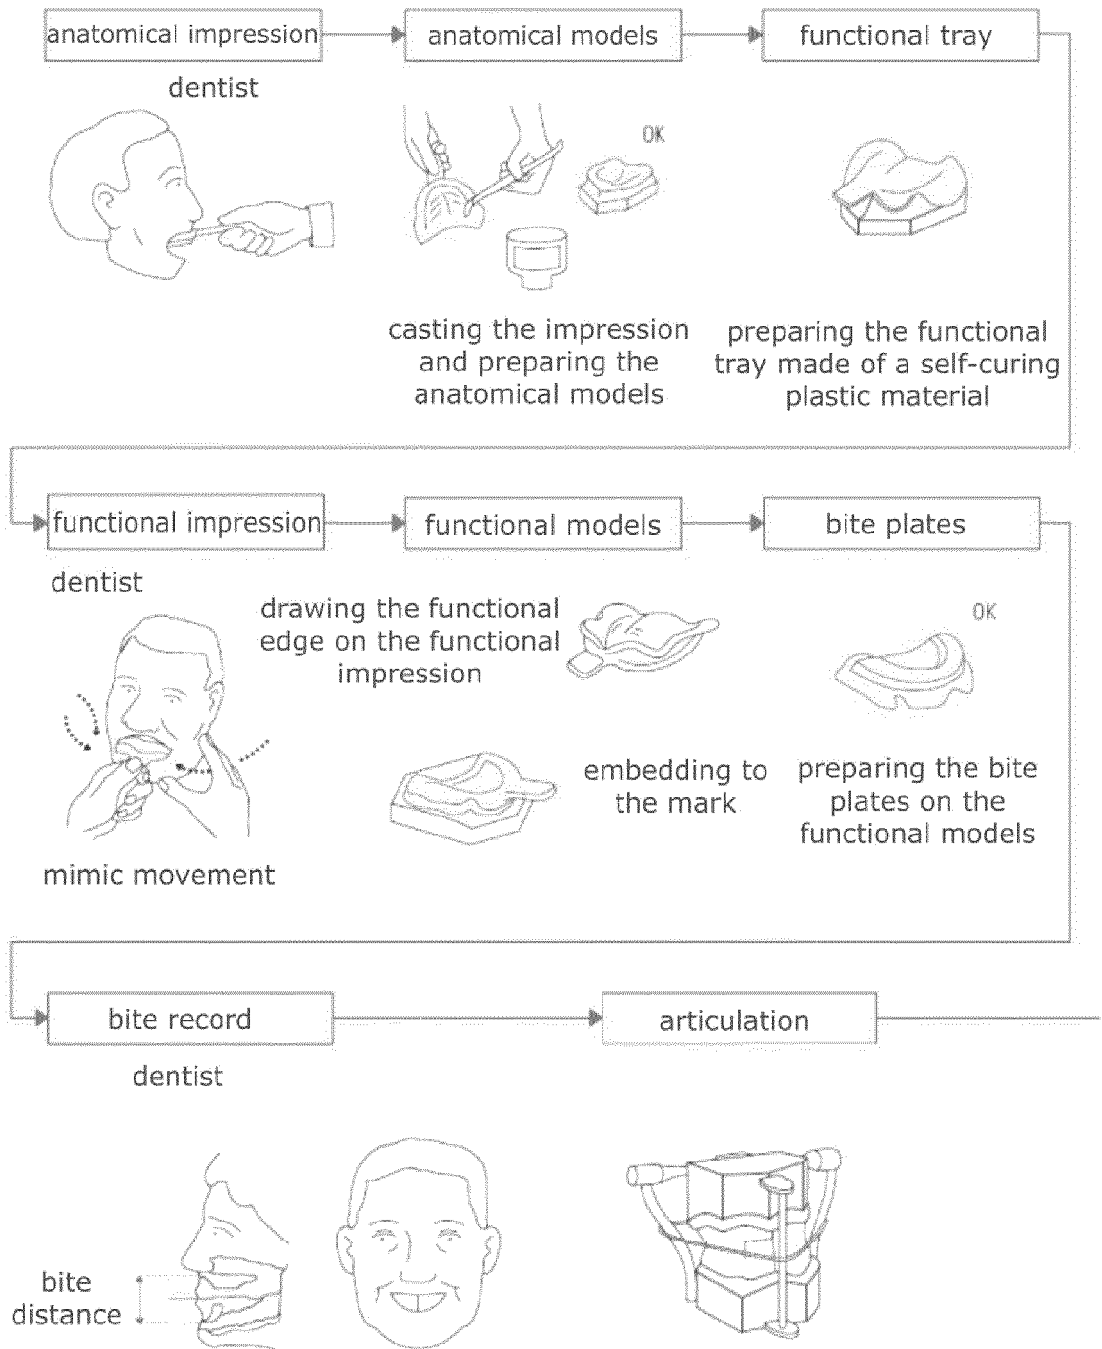 anatomical impression
anatomical models
functional tray
dentist
OK
casting the impression
and preparing the
anatomical models
preparing the functional
tray made of a self-curing
plastic material
functional impression
functional models
bite plates
dentist
drawing the functional
edge on the functional
impression
OK
embedding to
the mark
preparing the bite
plates on the
functional models
mimic movement
bite record
articulation
dentist
bite
distance